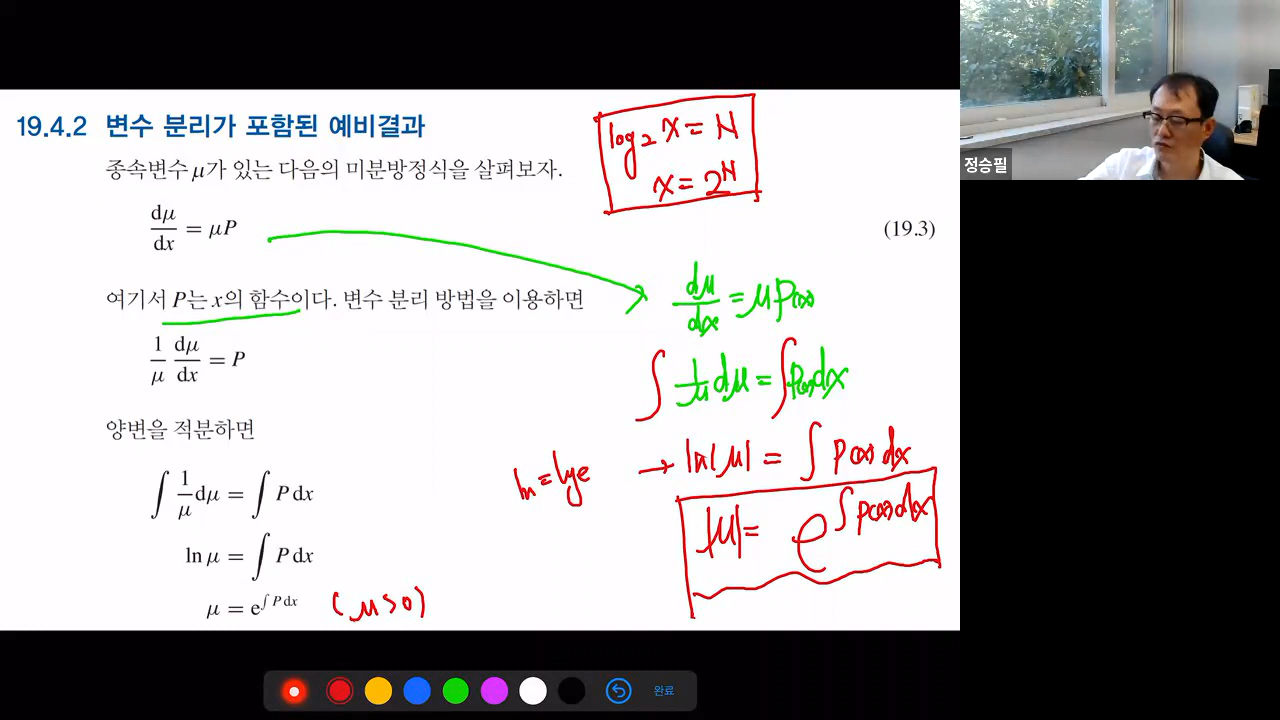 19.4.2 변수 분리가 포함된 예비결과
종속변수 μ가 있는 다음의 미분방정식을 살펴보자.
dμ/dx = μP
(19.3)
여기서 P는 x의 함수이다. 변수 분리 방법을 이용하면
1/μ dμ/dx = P
양변을 적분하면
∫ 1/μ dμ = ∫ P dx
ln μ = ∫ P dx
μ = e^∫P dx (μ>0)
log₂ x = N
x = 2^N
dμ/dx = μ P(x)
∫ 1/μ dμ = ∫ P(x) dx
ln = log e
→ ln|μ| = ∫ P(x) dx
|μ| = e^∫P(x)dx
정승필
완료